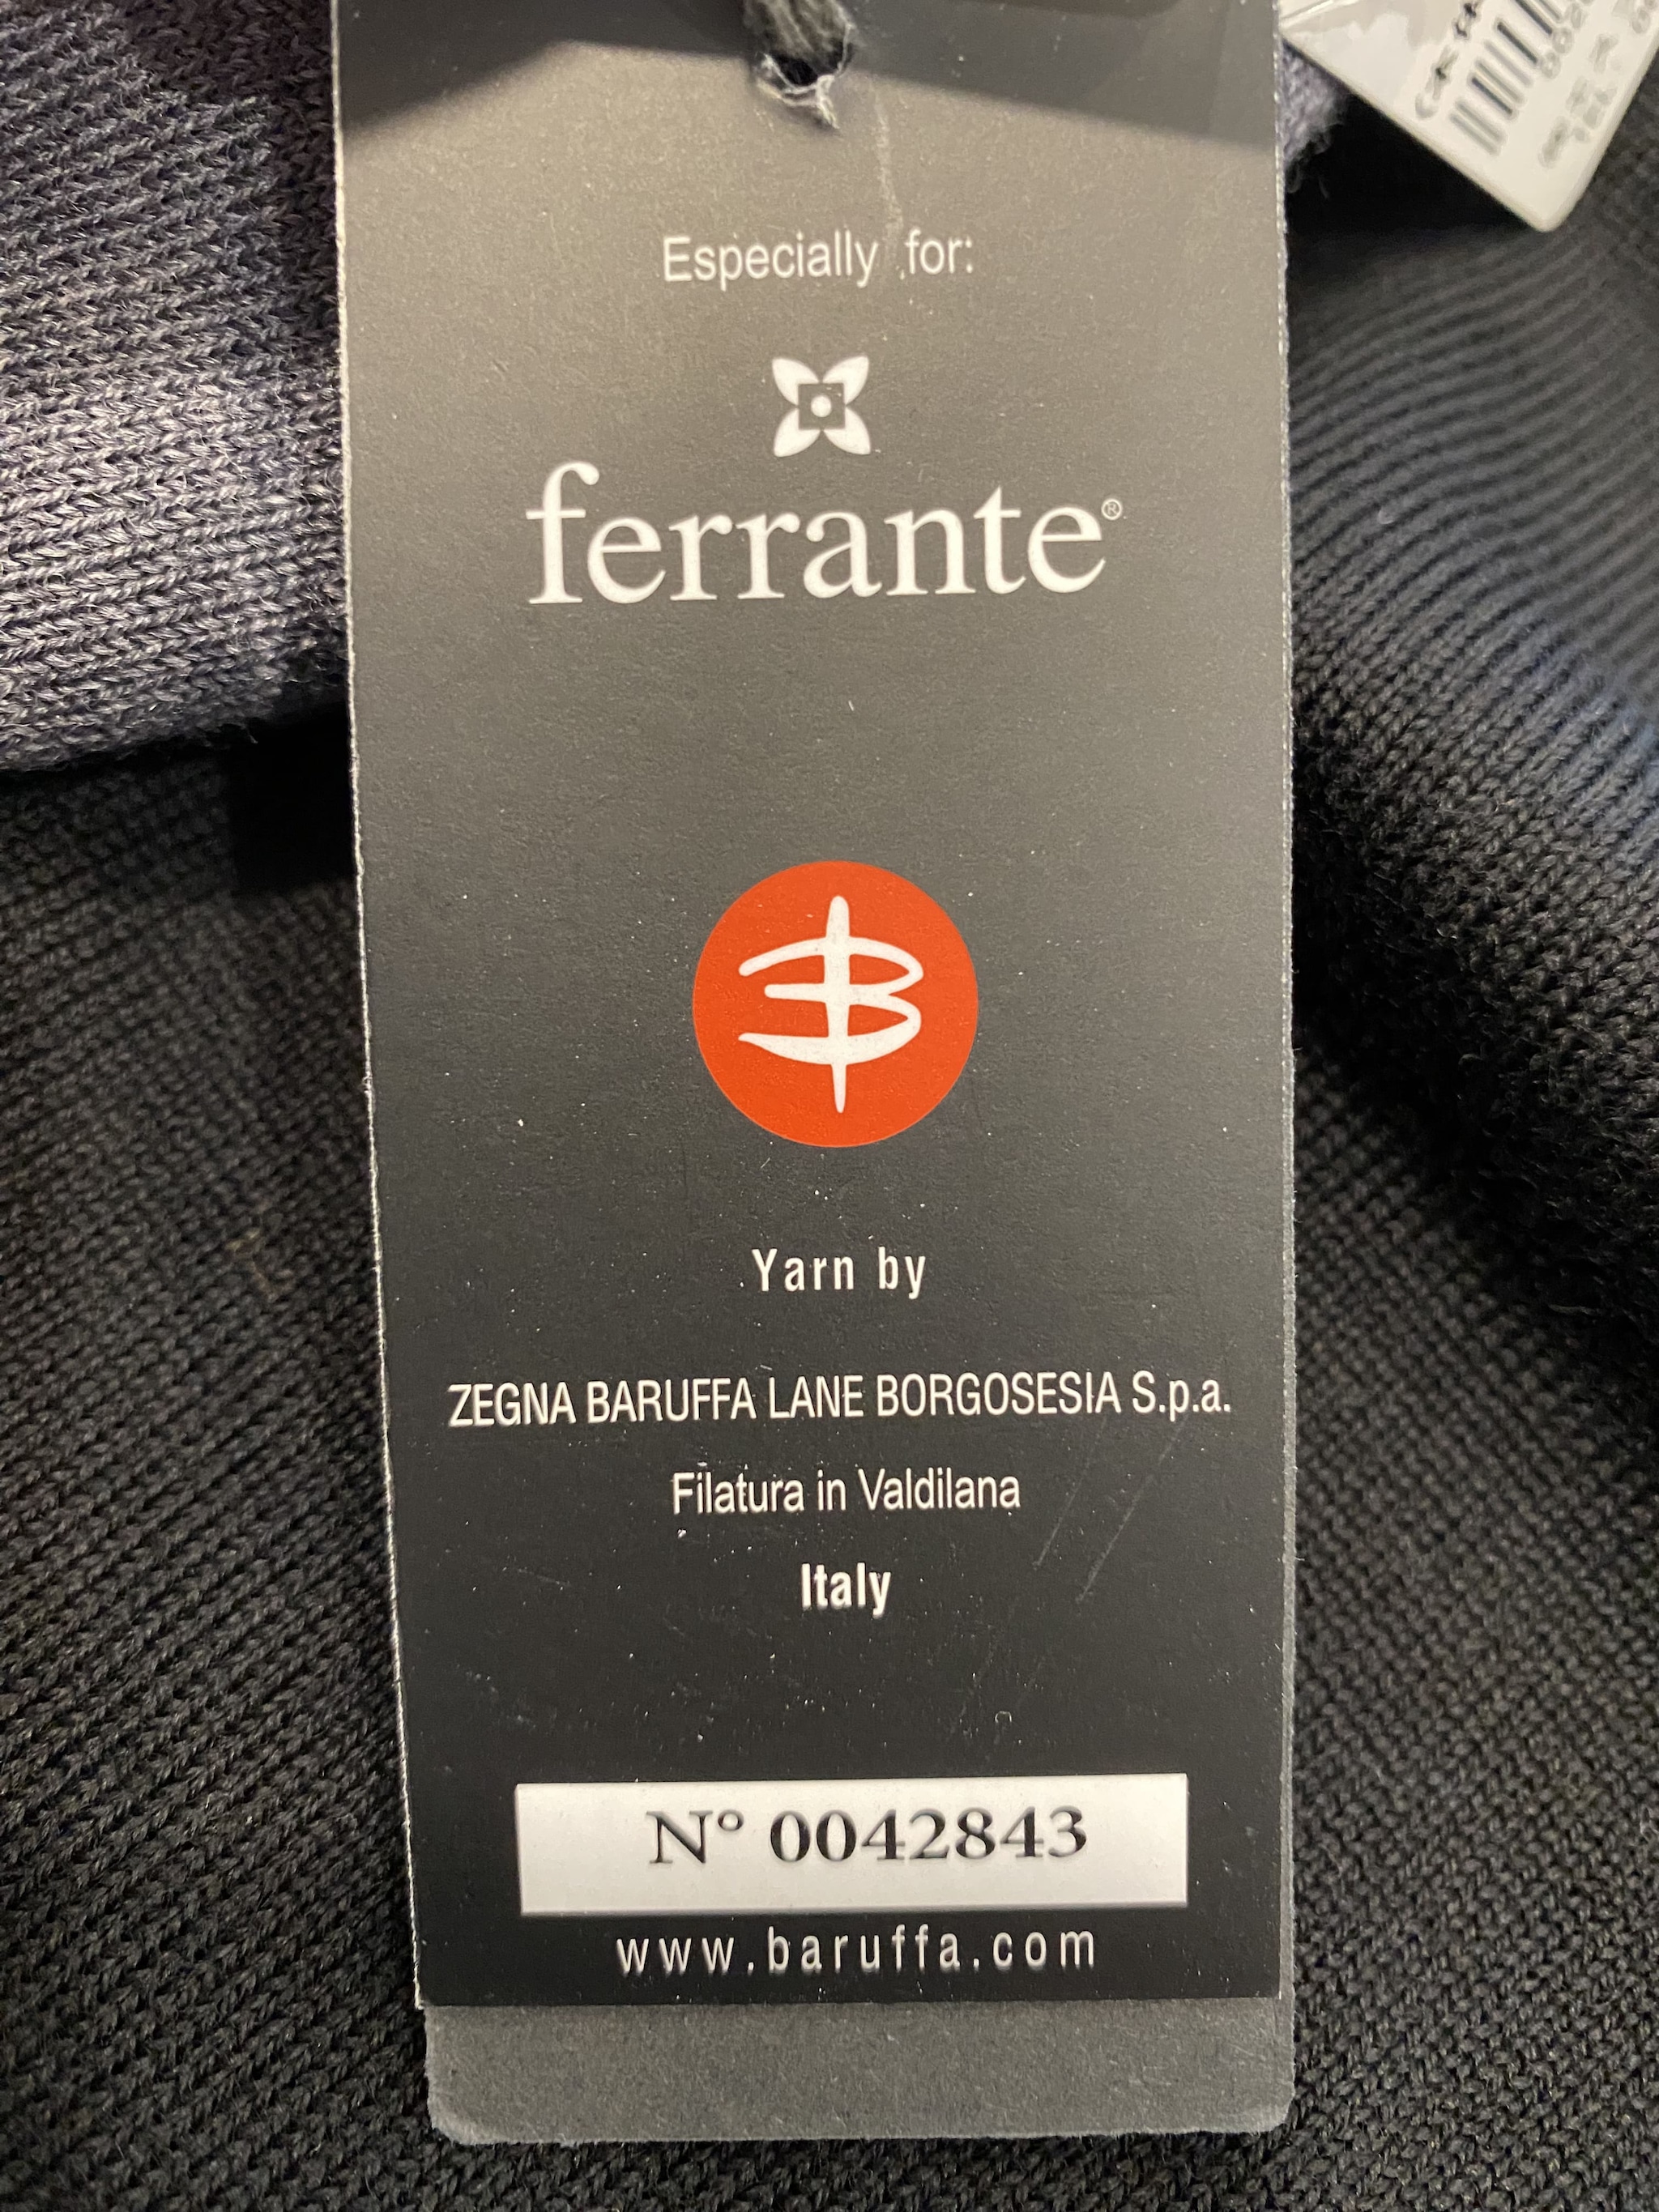 Especially for:
ferrante®
Yarn by
ZEGNA BARUFFA LANE BORGOSESIA S.p.a.
Filatura in Valdilana
Italy
N° 0042843
www.baruffa.com